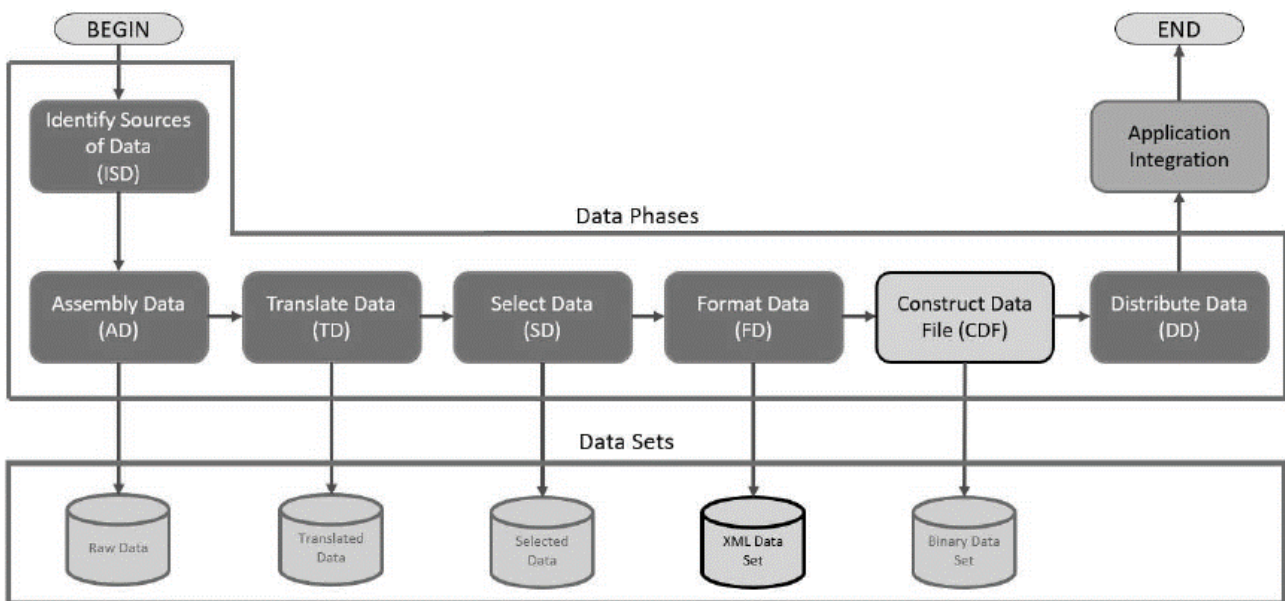 BEGIN
END
Identify Sources
of Data
(ISD)
Application
Integration
Data Phases
Assembly Data
(AD)
Translate Data
(TD)
Select Data
(SD)
Format Data
(FD)
Construct Data
File (CDF)
Distribute Data
(DD)
Data Sets
Raw Data
Translated
Data
Selected
Data
XML Data
Set
Binary Data
Set